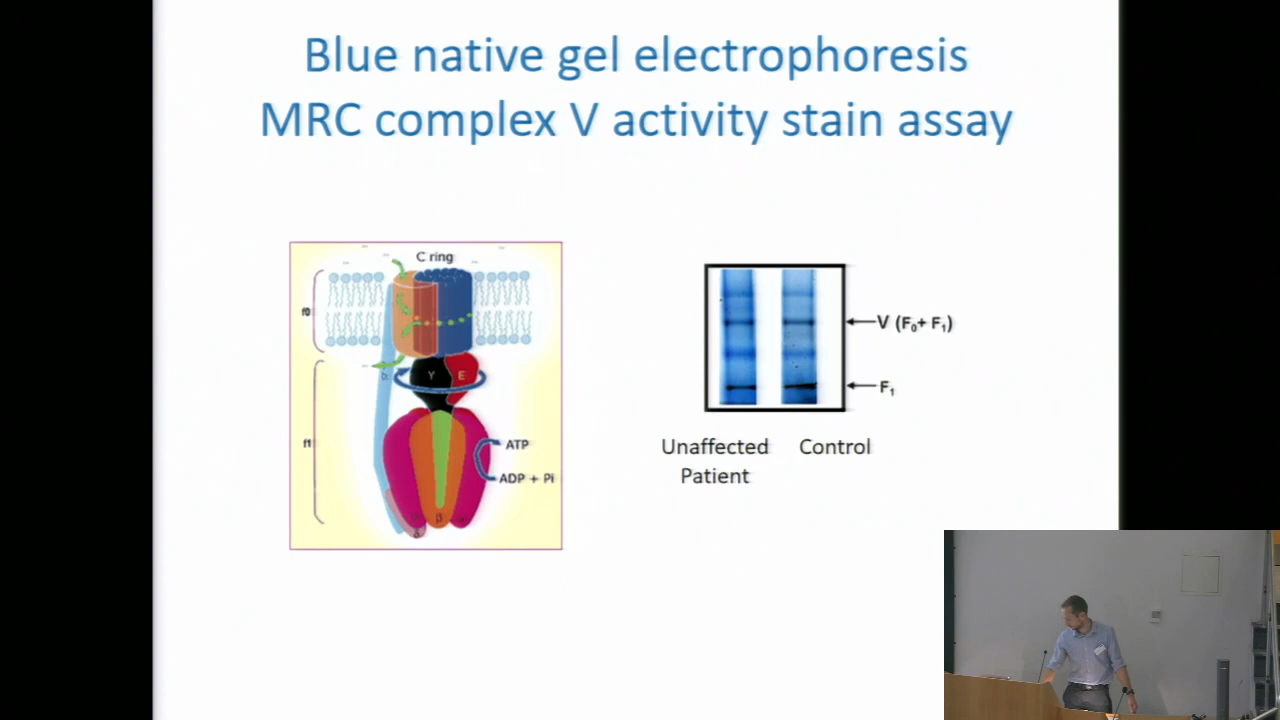 Blue native gel electrophoresis
MRC complex V activity stain assay
C ring
f0
γ
E
b
f1
ATP
ADP + Pi
β
V (F₀+ F₁)
F₁
Unaffected
Patient
Control